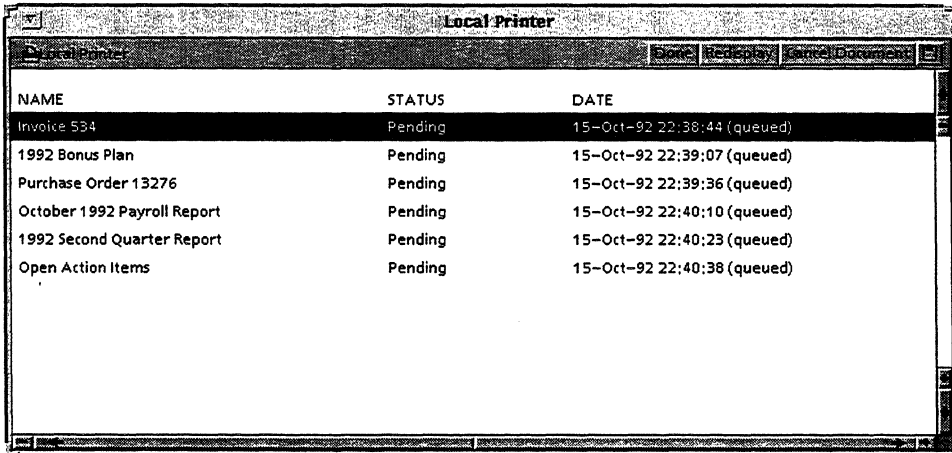 Local Printer
Local Printer Done Redisplay Cancel Document
NAME STATUS DATE
Invoice 534 Pending 15-Oct-92 22:38:44 (queued)
1992 Bonus Plan Pending 15-Oct-92 22:39:07 (queued)
Purchase Order 13276 Pending 15-Oct-92 22:39:36 (queued)
October 1992 Payroll Report Pending 15-Oct-92 22:40:10 (queued)
1992 Second Quarter Report Pending 15-Oct-92 22:40:23 (queued)
Open Action Items Pending 15-Oct-92 22:40:38 (queued)